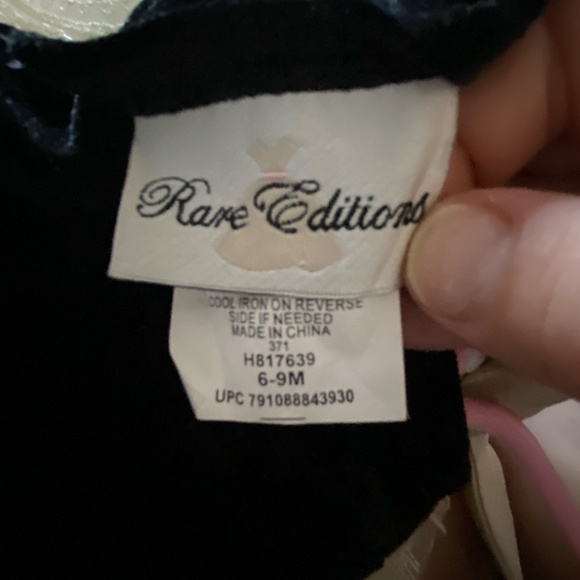 Rare Editions
COOL IRON ON REVERSE
SIDE IF NEEDED
MADE IN CHINA
371
H817639
6-9M
UPC 791088843930